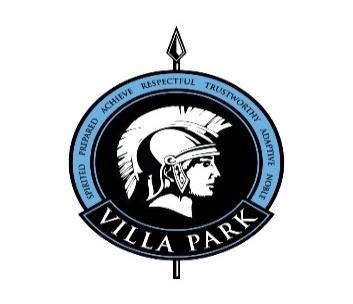 SPIRITED PREPARED ACHIEVE RESPECTFUL TRUSTWORTHY ADAPTIVE NOBLE
VILLA PARK